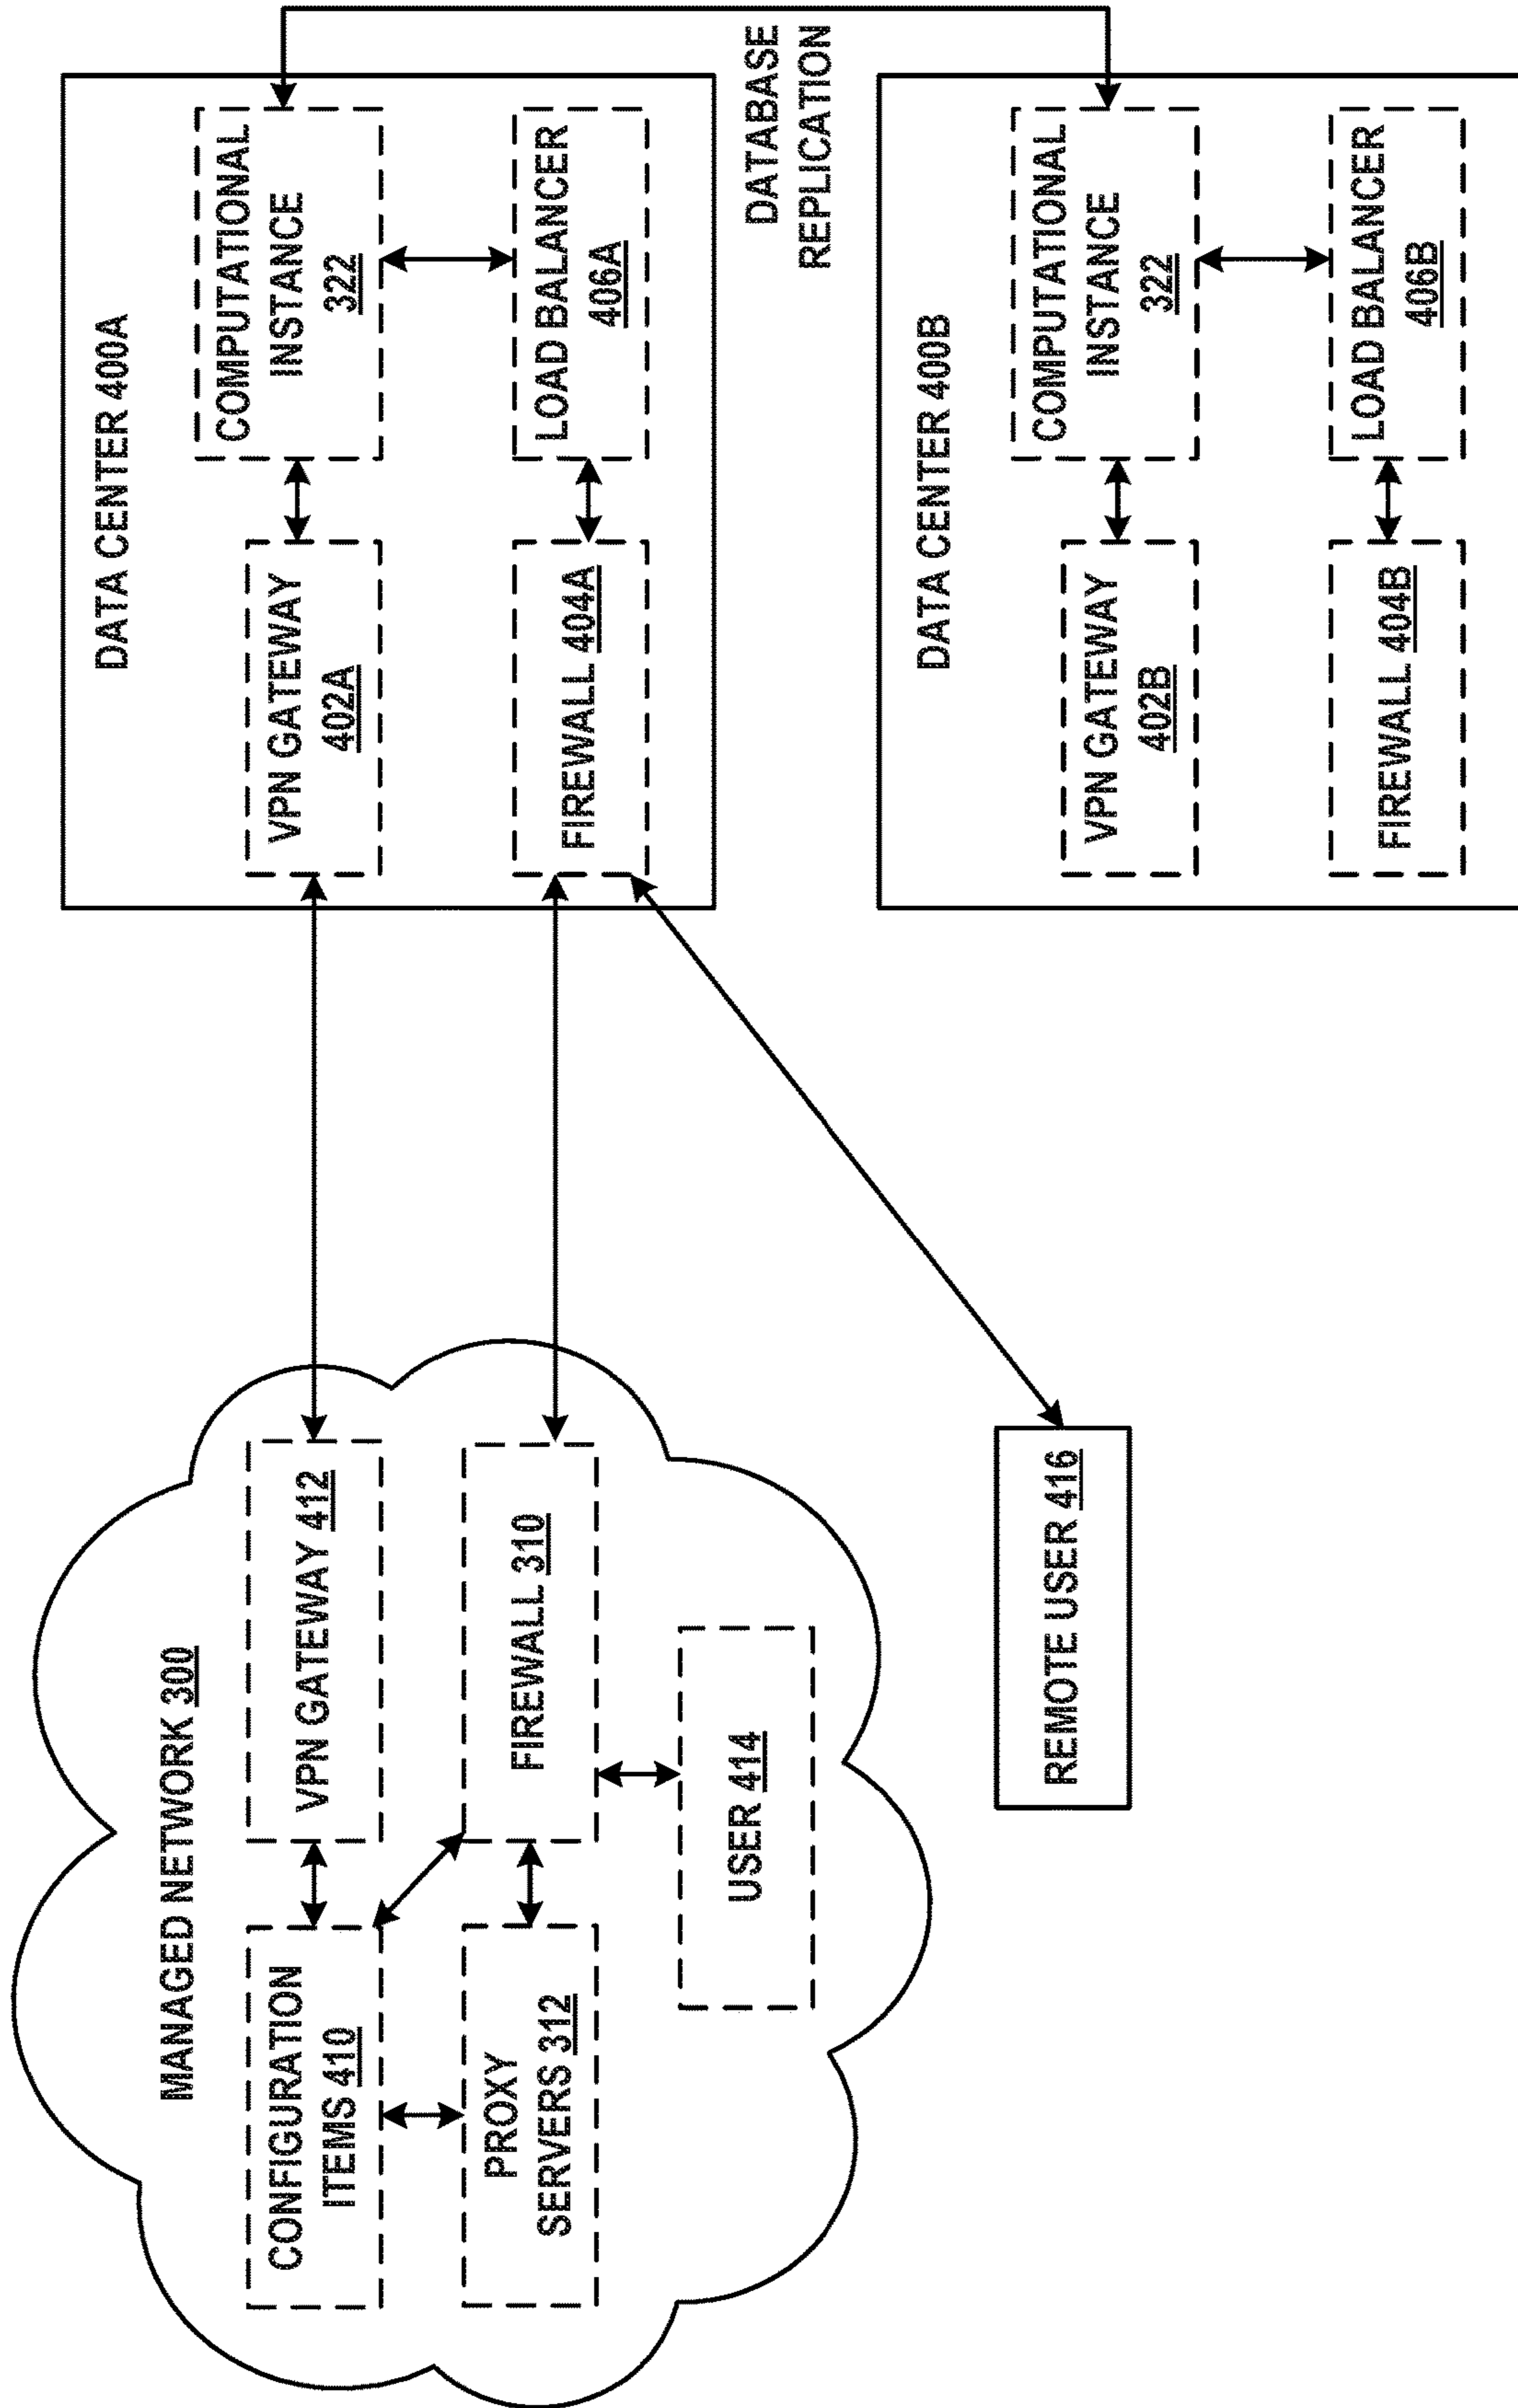 MANAGED NETWORK 300
CONFIGURATION
ITEMS 410
VPN GATEWAY 412
PROXY
SERVERS 312
FIREWALL 310
USER 414
REMOTE USER 416
DATA CENTER 400A
VPN GATEWAY
402A
COMPUTATIONAL
INSTANCE
322
FIREWALL 404A
LOAD BALANCER
406A
DATABASE
REPLICATION
DATA CENTER 400B
VPN GATEWAY
402B
COMPUTATIONAL
INSTANCE
322
FIREWALL 404B
LOAD BALANCER
406B